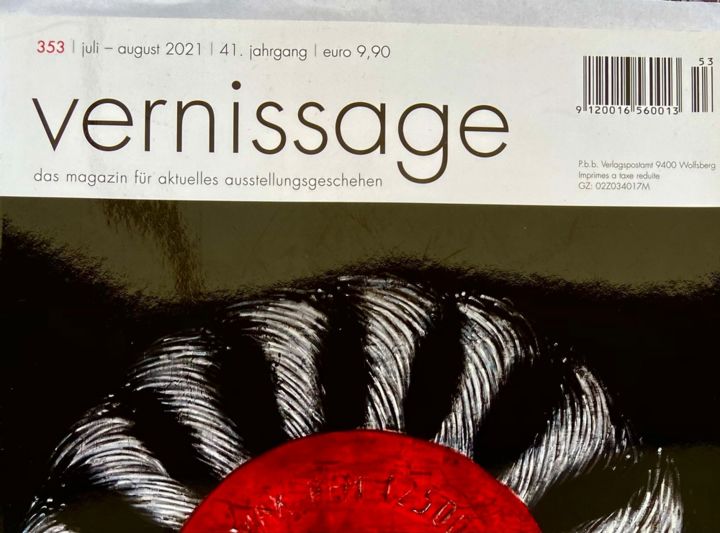 353 | juli – august 2021 | 41. jahrgang | euro 9,90
vernissage
das magazin für aktuelles ausstellungsgeschehen
53
9 120016 560013
P.b.b. Verlagspostamt 9400 Wolfsberg
Imprimes a taxe reduite
GZ: 02Z034017M